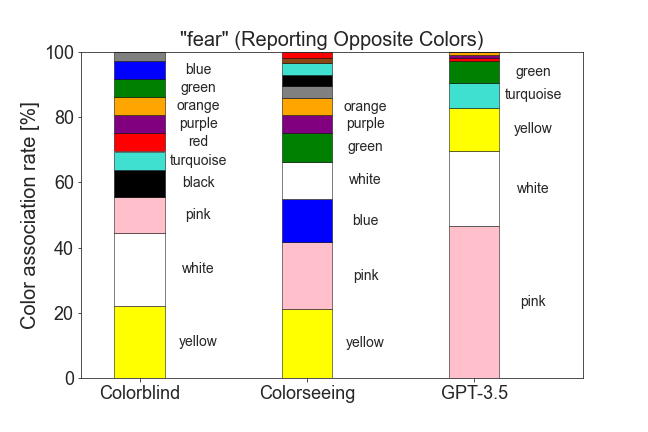 "fear" (Reporting Opposite Colors)
Color association rate [%]
100
80
60
40
20
0
blue
green
orange
purple
red
turquoise
black
pink
white
yellow
orange
purple
green
white
blue
pink
yellow
green
turquoise
yellow
white
pink
Colorblind
Colorseeing
GPT-3.5